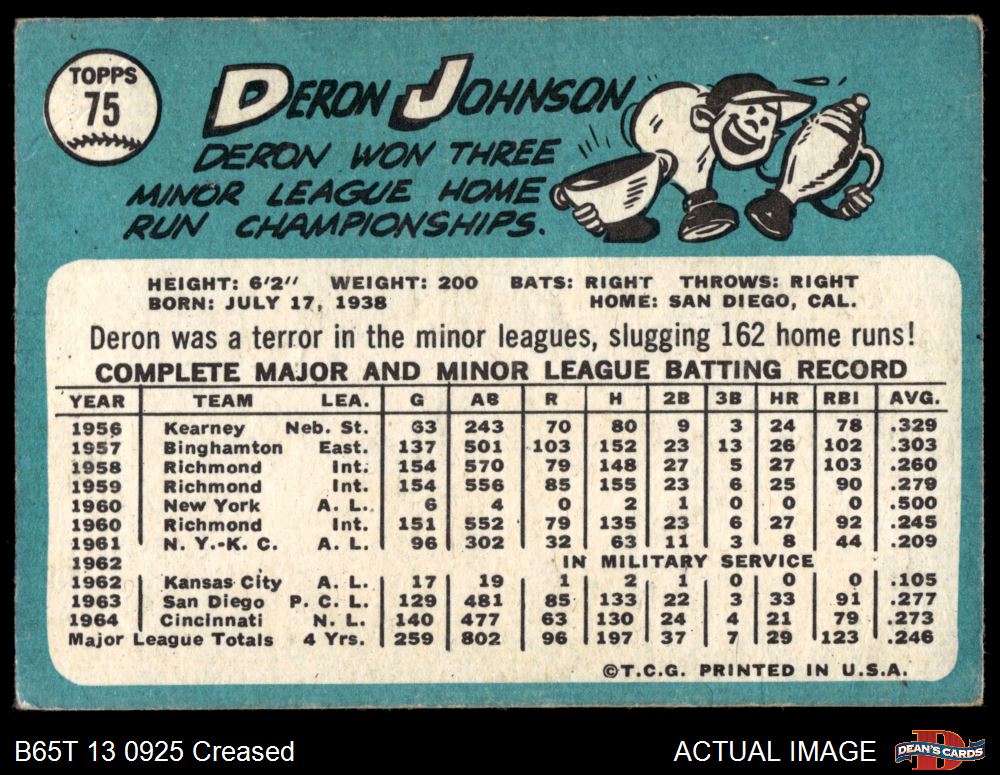 TOPPS
75
DERON JOHNSON
DERON WON THREE
MINOR LEAGUE HOME
RUN CHAMPIONSHIPS.
HEIGHT: 6'2" WEIGHT: 200 BATS: RIGHT THROWS: RIGHT
BORN: JULY 17, 1938 HOME: SAN DIEGO, CAL.
Deron was a terror in the minor leagues, slugging 162 home runs!
COMPLETE MAJOR AND MINOR LEAGUE BATTING RECORD
YEAR TEAM LEA. G AB R H 2B 3B HR RBI AVG.
1956 Kearney Neb. St. 63 243 70 80 9 3 24 78 .329
1957 Binghamton East. 137 501 103 152 23 13 26 102 .303
1958 Richmond Int. 154 570 79 148 27 5 27 103 .260
1959 Richmond Int. 154 556 85 155 23 6 25 90 .279
1960 New York A. L. 6 4 0 2 1 0 0 0 .500
1960 Richmond Int. 151 552 79 135 23 6 27 92 .245
1961 N. Y.-K. C. A. L. 96 302 32 63 11 3 8 44 .209
1962 IN MILITARY SERVICE
1962 Kansas City A. L. 17 19 1 2 1 0 0 0 .105
1963 San Diego P. C. L. 129 481 85 133 22 3 33 91 .277
1964 Cincinnati N. L. 140 477 63 130 24 4 21 79 .273
Major League Totals 4 Yrs. 259 802 96 197 37 7 29 123 .246
©T.C.G. PRINTED IN U.S.A.
B65T 13 0925 Creased ACTUAL IMAGE
DEAN'S CARDS